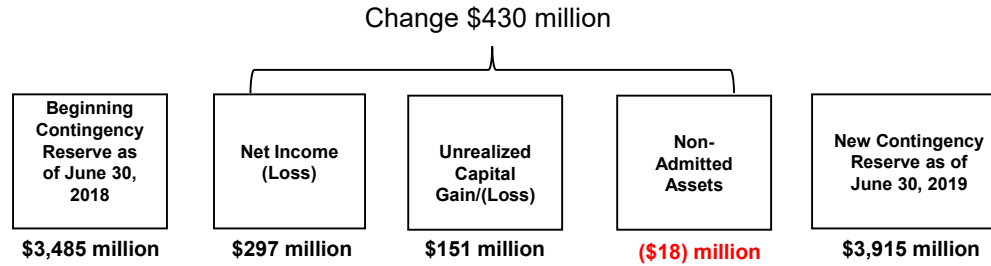 Change $430 million
Beginning
Contingency
Reserve as
of June 30,
2018
Net Income
(Loss)
Unrealized
Capital
Gain/(Loss)
Non-
Admitted
Assets
New Contingency
Reserve as of
June 30, 2019
$3,485 million
$297 million
$151 million
($18) million
$3,915 million